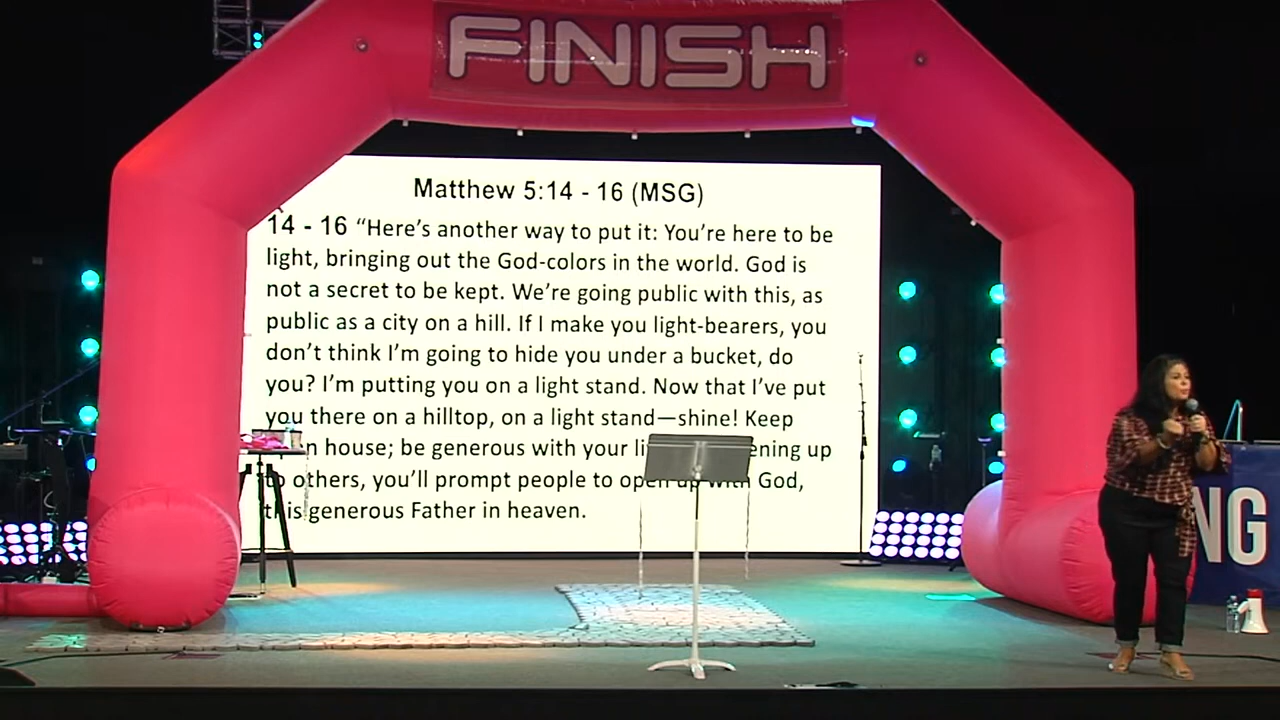 FINISH
Matthew 5:14 - 16 (MSG)
14 - 16 “Here’s another way to put it: You’re here to be
light, bringing out the God-colors in the world. God is
not a secret to be kept. We’re going public with this, as
public as a city on a hill. If I make you light-bearers, you
don’t think I’m going to hide you under a bucket, do
you? I’m putting you on a light stand. Now that I’ve put
you there on a hilltop, on a light stand—shine! Keep
house; be generous with your up
to others, you’ll prompt people to open up with God,
this generous Father in heaven.
NG